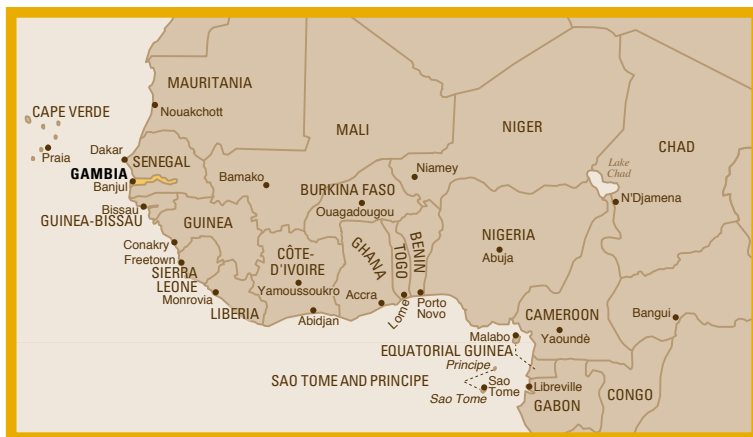 MAURITANIA
CAPE VERDE
Nouakchott
MALI
NIGER
CHAD
Praia
Dakar
SENEGAL
GAMBIA
Banjul
Bamako
BURKINA FASO
Ouagadougou
Niamey
Lake
Chad
N'Djamena
Bissau
GUINEA-BISSAU
GUINEA
Conakry
Freetown
SIERRA
LEONE
Monrovia
LIBERIA
CÔTE-
D'IVOIRE
Yamoussoukro
Abidjan
GHANA
Accra
TOGO
Lome
BENIN
Porto
Novo
NIGERIA
Abuja
CAMEROON
Yaoundè
Bangui
Malabo
EQUATORIAL GUINEA
Principe
SAO TOME AND PRINCIPE
Sao
Tome
Sao Tome
Libreville
GABON
CONGO